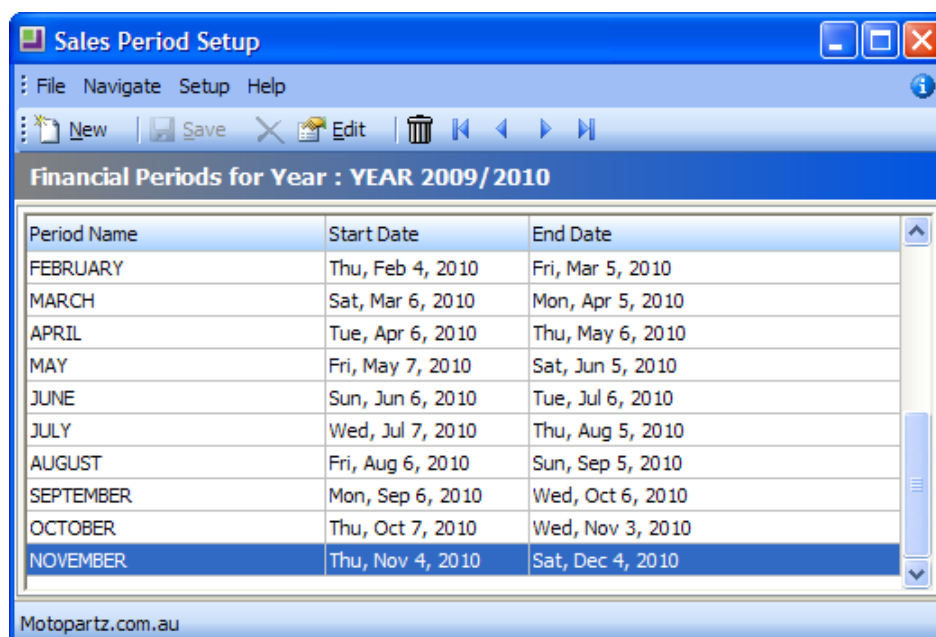 Sales Period Setup
File Navigate Setup Help
New Save Edit
Financial Periods for Year : YEAR 2009/2010
Period Name Start Date End Date
FEBRUARY Thu, Feb 4, 2010 Fri, Mar 5, 2010
MARCH Sat, Mar 6, 2010 Mon, Apr 5, 2010
APRIL Tue, Apr 6, 2010 Thu, May 6, 2010
MAY Fri, May 7, 2010 Sat, Jun 5, 2010
JUNE Sun, Jun 6, 2010 Tue, Jul 6, 2010
JULY Wed, Jul 7, 2010 Thu, Aug 5, 2010
AUGUST Fri, Aug 6, 2010 Sun, Sep 5, 2010
SEPTEMBER Mon, Sep 6, 2010 Wed, Oct 6, 2010
OCTOBER Thu, Oct 7, 2010 Wed, Nov 3, 2010
NOVEMBER Thu, Nov 4, 2010 Sat, Dec 4, 2010
Motopartz.com.au